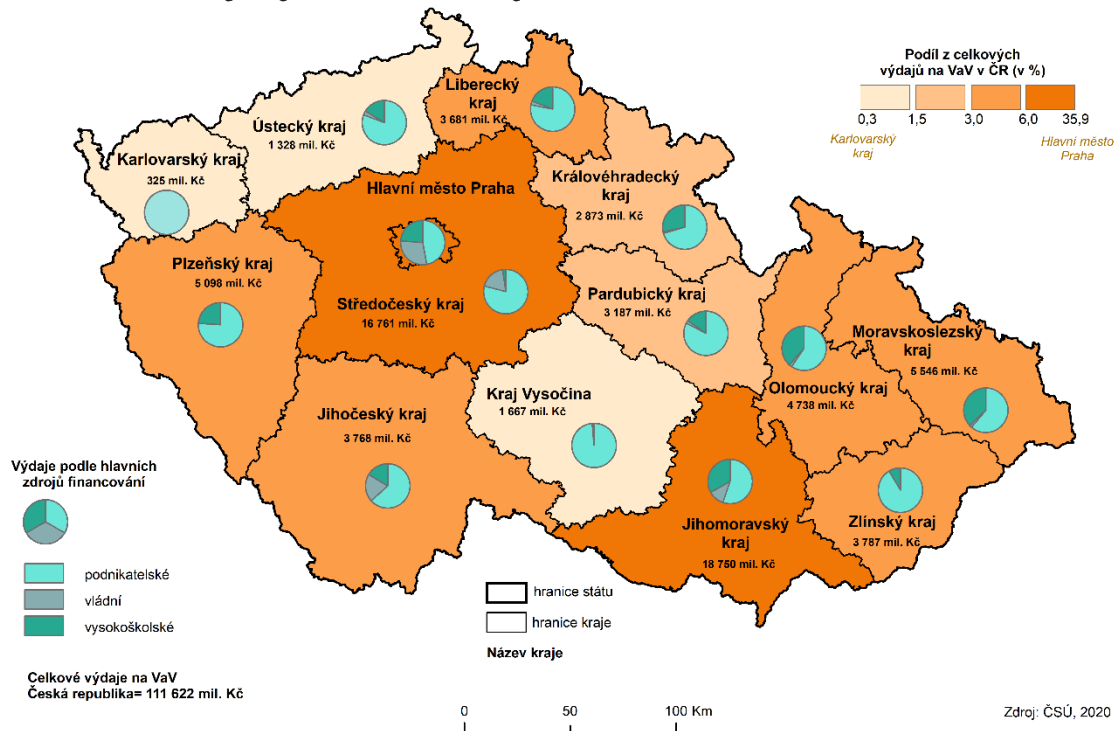 Podíl z celkových
výdajů na VaV v ČR (v %)
0,3 1,5 3,0 6,0 35,9
Karlovarský
kraj
Hlavní město
Praha
Liberecký
kraj
3 681 mil. Kč
Ústecký kraj
1 328 mil. Kč
Karlovarský kraj
325 mil. Kč
Hlavní město Praha
Královéhradecký
kraj
2 873 mil. Kč
Plzeňský kraj
5 098 mil. Kč
Středočeský kraj
16 761 mil. Kč
Pardubický kraj
3 187 mil. Kč
Moravskoslezský
kraj
5 546 mil. Kč
Olomoucký kraj
4 738 mil. Kč
Kraj Vysočina
1 667 mil. Kč
Jihočeský kraj
3 768 mil. Kč
Jihomoravský
kraj
18 750 mil. Kč
Zlínský kraj
3 787 mil. Kč
Výdaje podle hlavních
zdrojů financování
podnikatelské
vládní
vysokoškolské
hranice státu
hranice kraje
Název kraje
Celkové výdaje na VaV
Česká republika= 111 622 mil. Kč
0 50 100 Km
Zdroj: ČSÚ, 2020